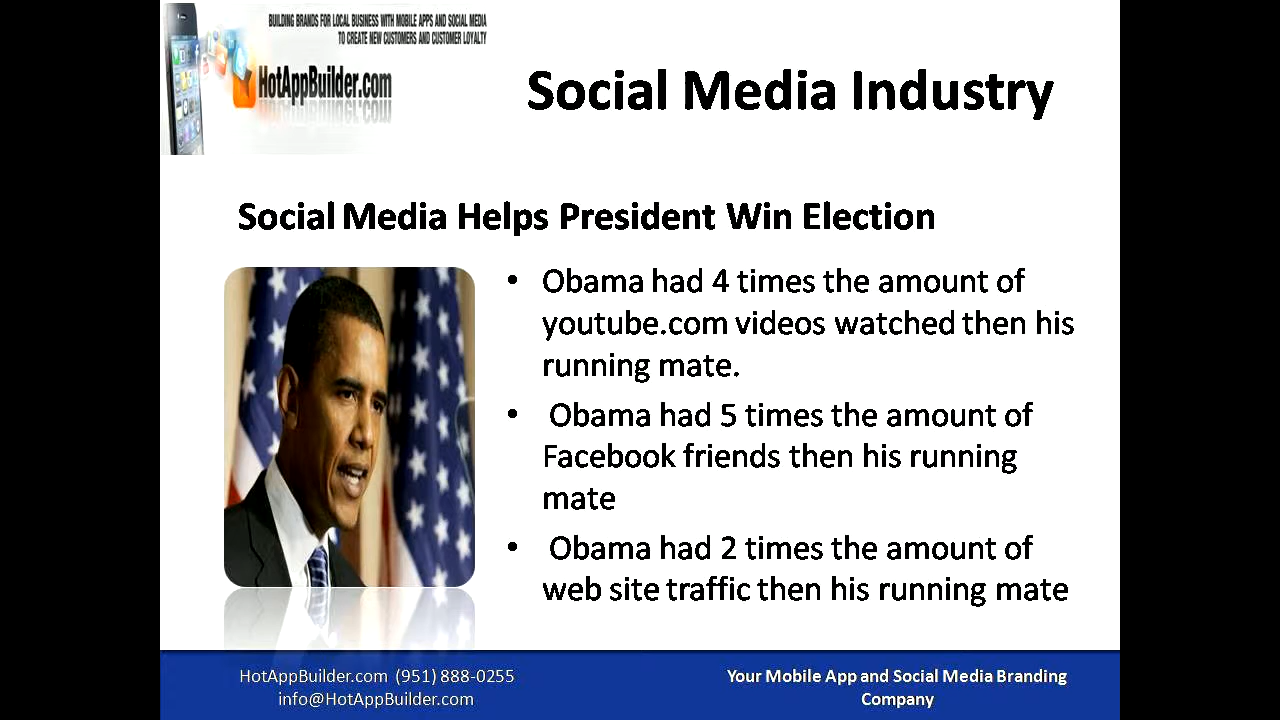 BUILDING BRANDS FOR LOCAL BUSINESS WITH MOBILE APPS AND SOCIAL MEDIA
TO CREATE NEW CUSTOMERS AND CUSTOMER LOYALTY
HotAppBuilder.com
Social Media Industry
Social Media Helps President Win Election
• Obama had 4 times the amount of
youtube.com videos watched then his
running mate.
• Obama had 5 times the amount of
Facebook friends then his running
mate
• Obama had 2 times the amount of
web site traffic then his running mate
HotAppBuilder.com (951) 888-0255
info@HotAppBuilder.com
Your Mobile App and Social Media Branding
Company